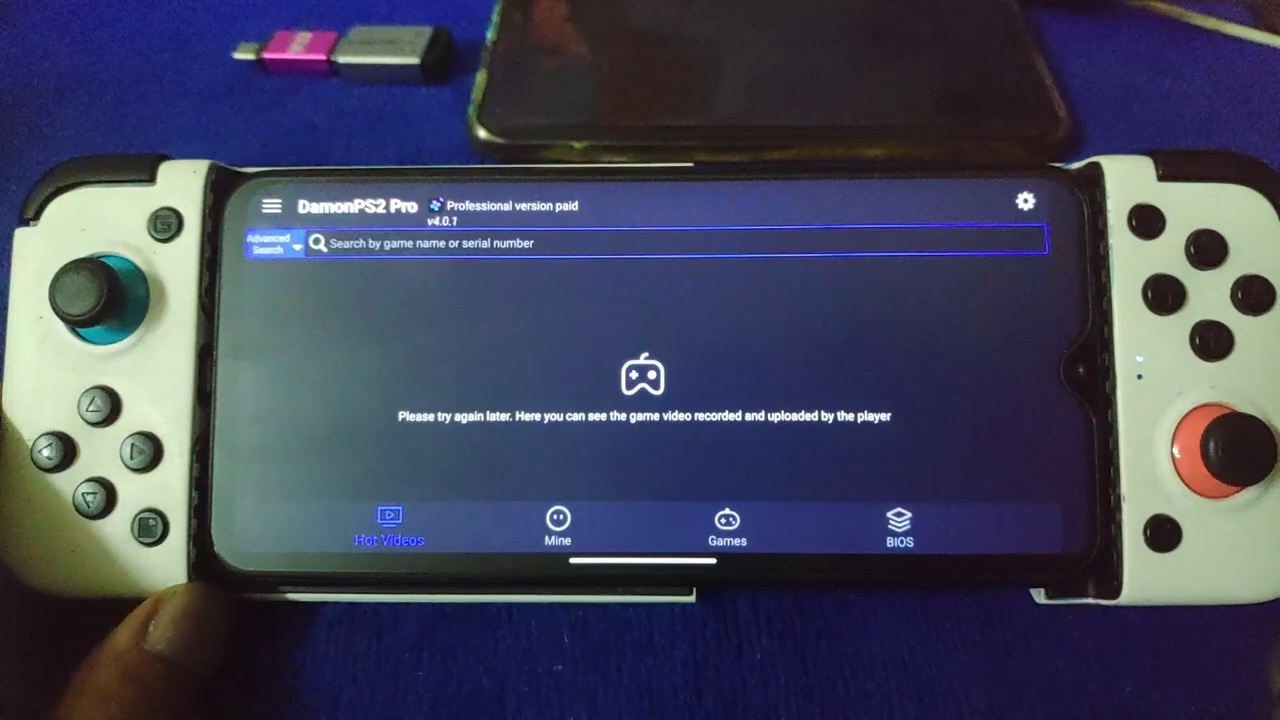 DamonPS2 Pro
Professional version paid
v4.0.1
Advanced
Search
Search by game name or serial number
Please try again later. Here you can see the game video recorded and uploaded by the player
Hot Videos
Mine
Games
BIOS